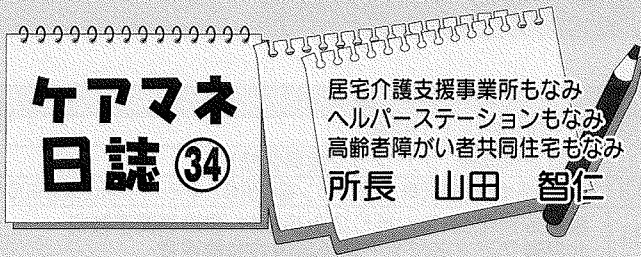 ケアマネ
日誌㉞
居宅介護支援事業所もなみ
ヘルパーステーションもなみ
高齢者障がい者共同住宅もなみ
所長　山田　智仁